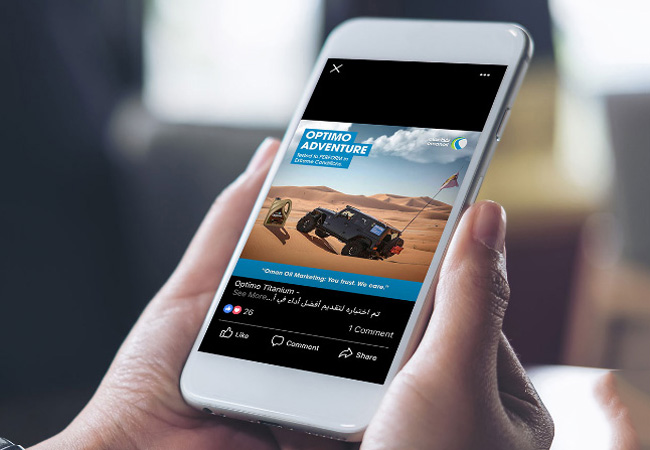 OPTIMO
ADVENTURE
Tested to PERFORM in
Extreme Conditions.
"Oman Oil Marketing: You trust. We care."
Optimo Titanium -
تم اختباره لتقديم أفضل أداء في أ...See More
26
1 Comment
Like
Comment
Share